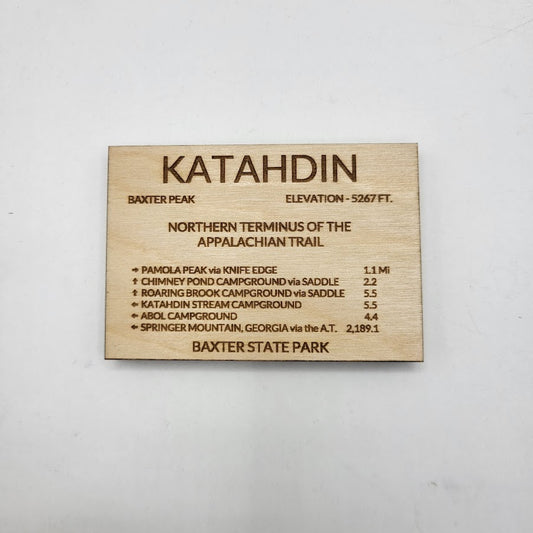 KATAHDIN
BAXTER PEAK ELEVATION - 5267 FT.
NORTHERN TERMINUS OF THE
APPALACHIAN TRAIL
→ PAMOLA PEAK via KNIFE EDGE 1.1 Mi
↑ CHIMNEY POND CAMPGROUND via SADDLE 2.2
↑ ROARING BROOK CAMPGROUND via SADDLE 5.5
← KATAHDIN STREAM CAMPGROUND 5.5
← ABOL CAMPGROUND 4.4
← SPRINGER MOUNTAIN, GEORGIA via the A.T. 2,189.1
BAXTER STATE PARK